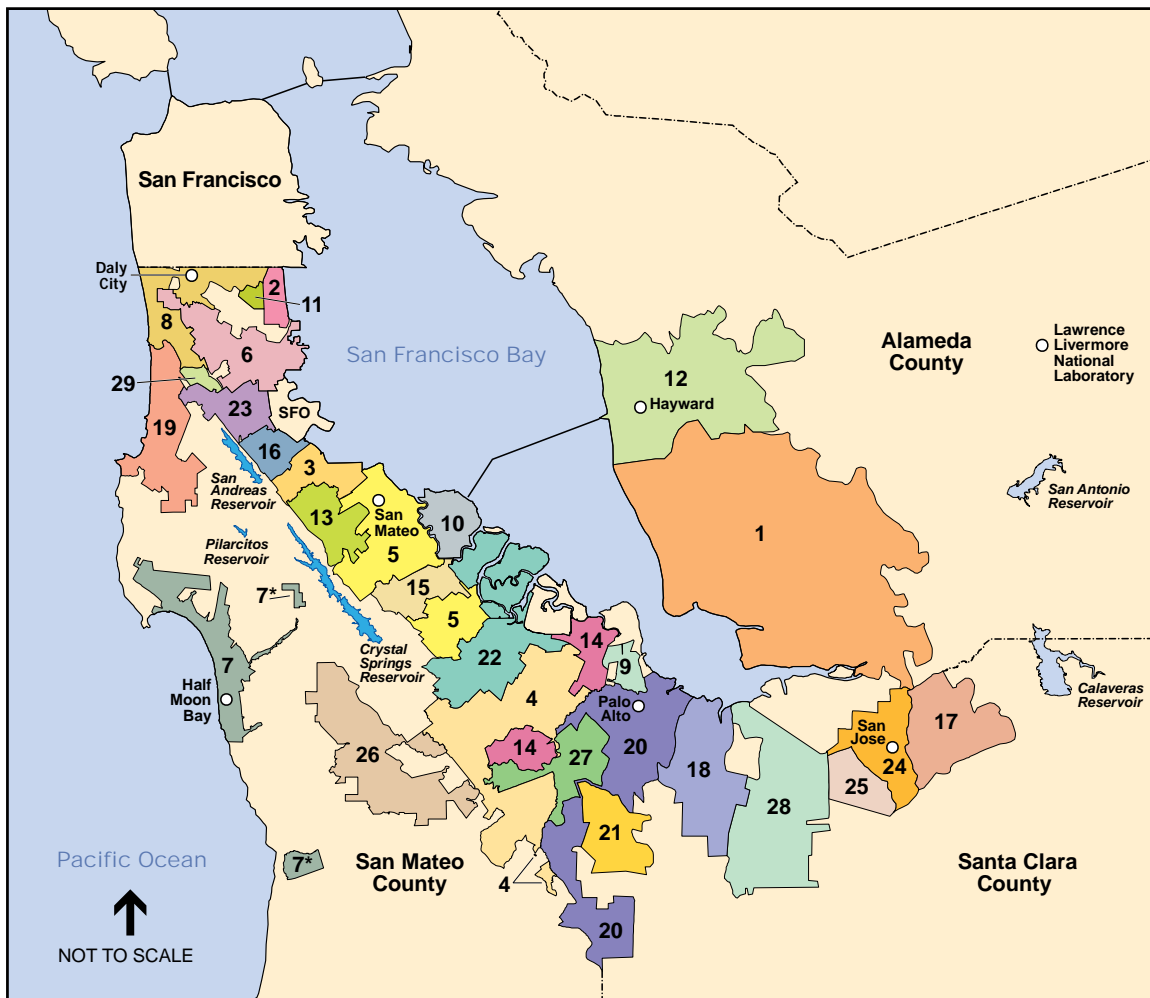 San Francisco
Daly
City
2
11
8
6
San Francisco Bay
Alameda
County
Lawrence
Livermore
National
Laboratory
12
Hayward
29
23
SFO
19
16
3
San
Andreas
Reservoir
13
San
Mateo
10
San Antonio
Reservoir
1
Pilarcitos
Reservoir
5
15
7*
5
14
9
Crystal
Springs
Reservoir
22
7
Half
Moon
Bay
4
Palo
Alto
Calaveras
Reservoir
17
San
Jose
24
26
14
27
20
18
25
28
21
Pacific Ocean
7*
San Mateo
County
4
Santa Clara
County
20
NOT TO SCALE